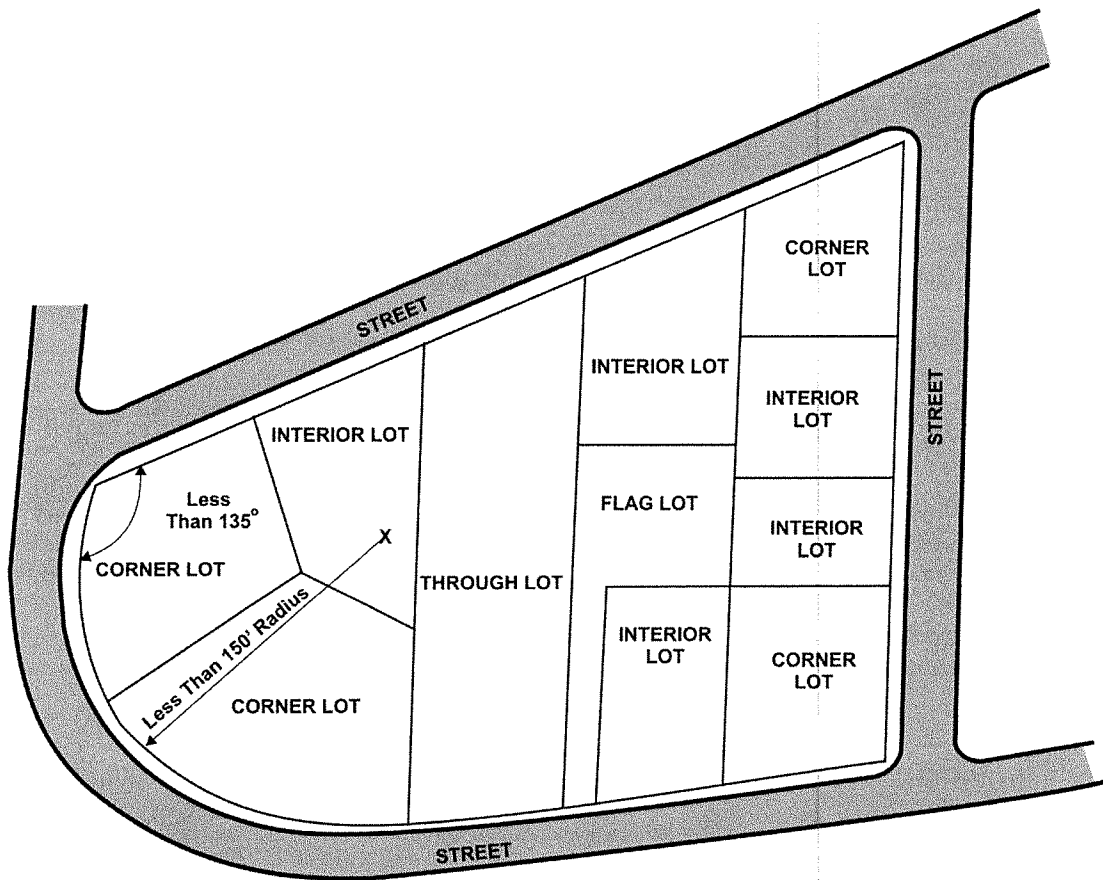 CORNER
LOT
STREET
INTERIOR LOT
INTERIOR
LOT
STREET
INTERIOR LOT
Less
Than 135°
FLAG LOT
INTERIOR
LOT
X
CORNER LOT
THROUGH LOT
Less Than 150' Radius
INTERIOR
LOT
CORNER
LOT
CORNER LOT
STREET